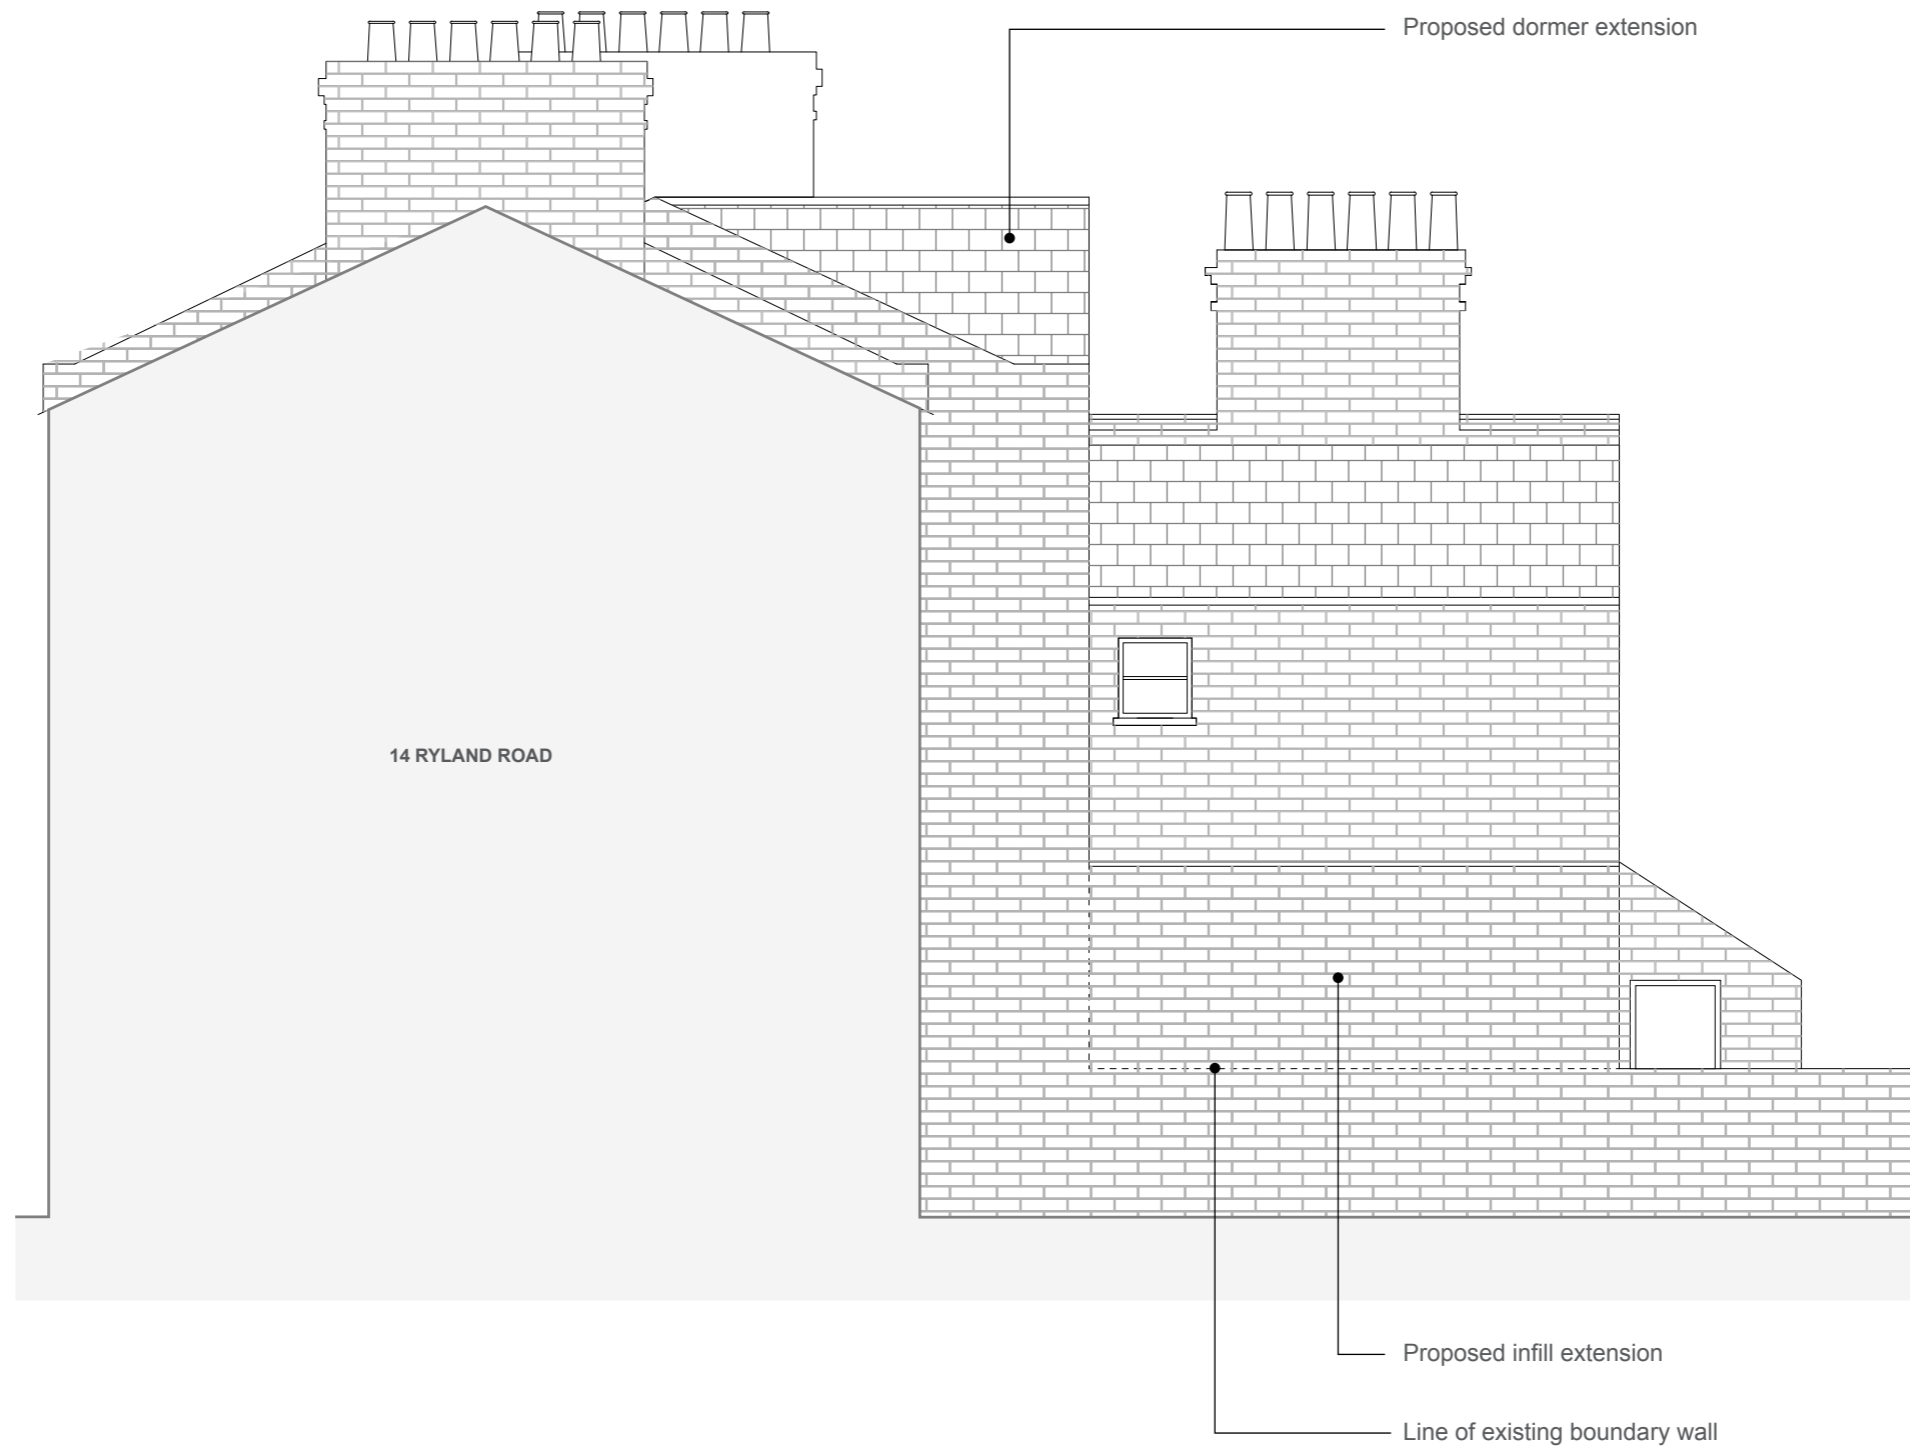 Proposed dormer extension
14 RYLAND ROAD
Proposed infill extension
Line of existing boundary wall